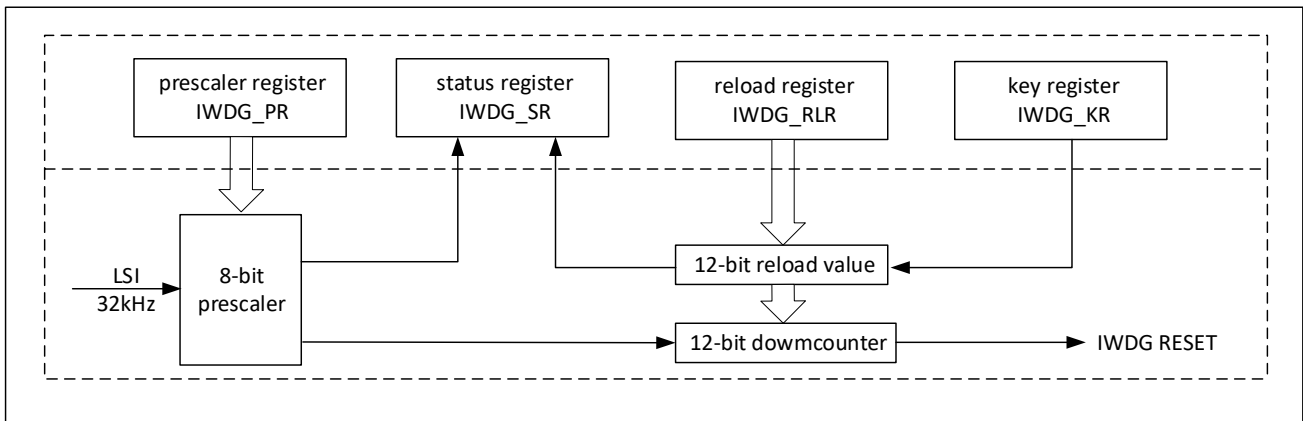 prescaler register
IWDG_PR
status register
IWDG_SR
reload register
IWDG_RLR
key register
IWDG_KR
LSI
32kHz
8-bit
prescaler
12-bit reload value
12-bit dowmcounter
IWDG RESET